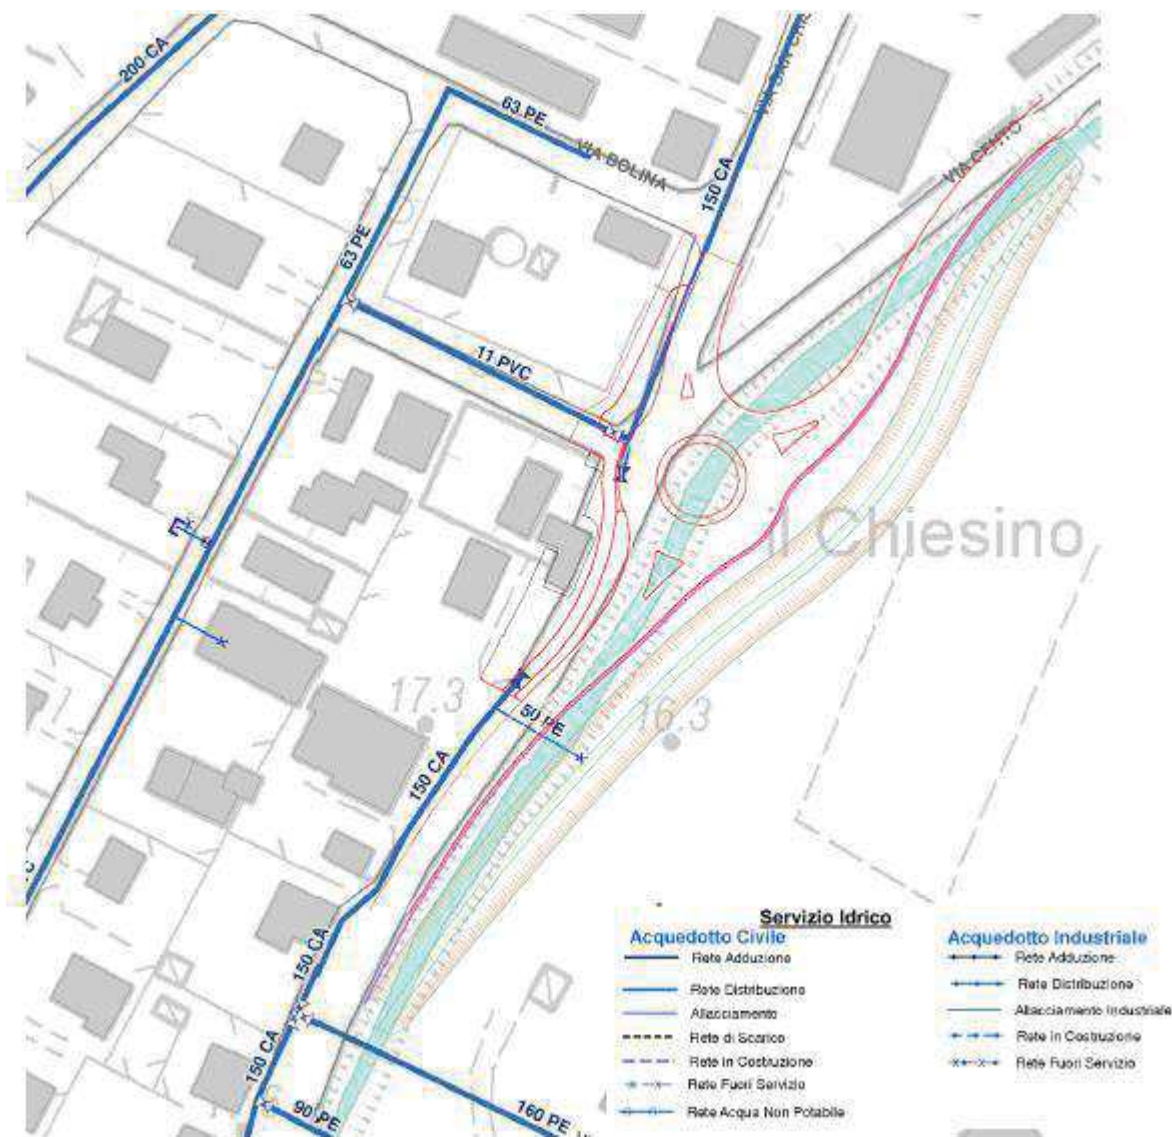 200 CA
63 PE
VIA BOLINA
150 CA
VIA CENTO
63 PE
11 PVC
il Chiesino
E
17.3
50 PE
16.3
150 CA
150 CA
150 CA
90 PE
160 PE
Servizio Idrico
Acquedotto Civile
Rete Adduzione
Rete Distribuzione
Allacciamento
Rete di Scarico
Rete in Costruzione
Rete Fuori Servizio
Rete Acqua Non Potabile
Acquedotto Industriale
Rete Adduzione
Rete Distribuzione
Allacciamento Industriale
Rete in Costruzione
Rete Fuori Servizio